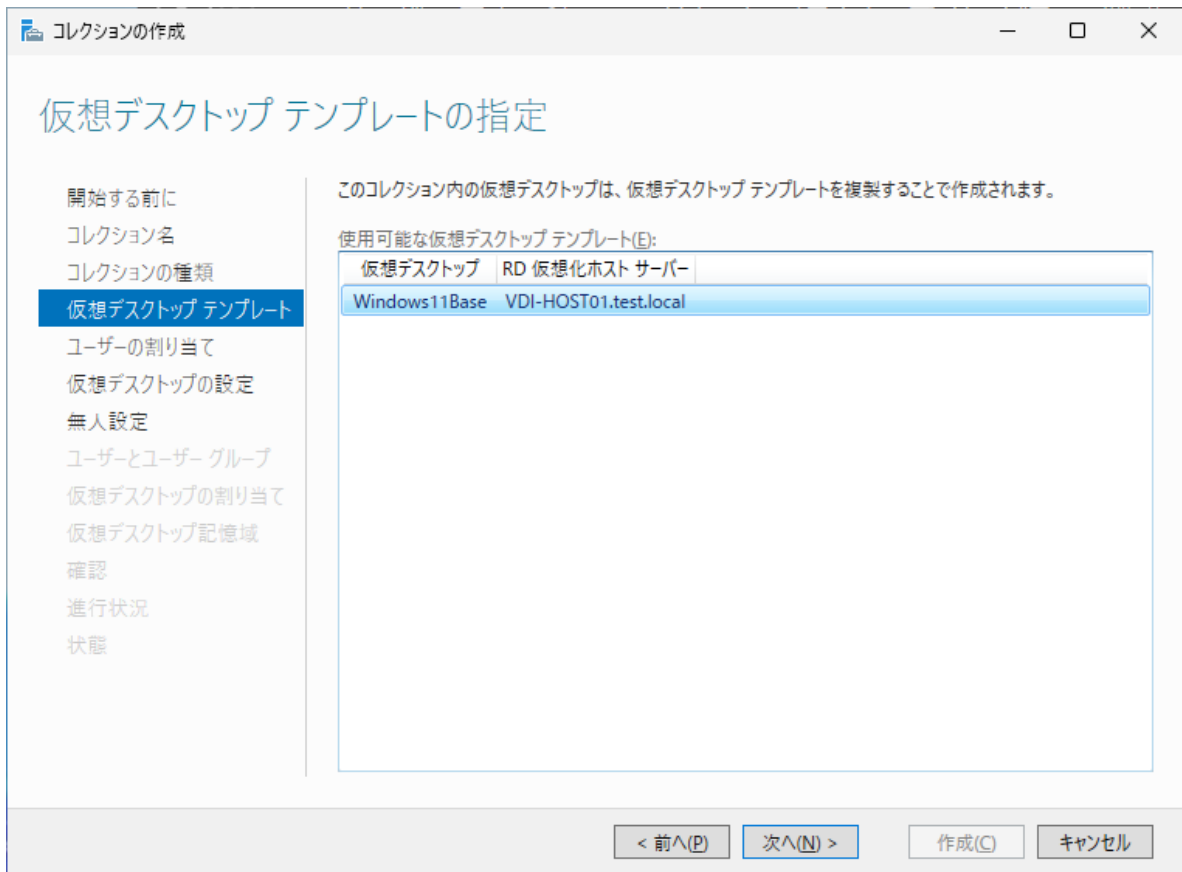 コレクションの作成
仮想デスクトップ テンプレートの指定
開始する前に
コレクション名
コレクションの種類
仮想デスクトップ テンプレート
ユーザーの割り当て
仮想デスクトップの設定
無人設定
ユーザーとユーザー グループ
仮想デスクトップの割り当て
仮想デスクトップ記憶域
確認
進行状況
状態
このコレクション内の仮想デスクトップは、仮想デスクトップ テンプレートを複製することで作成されます。
使用可能な仮想デスクトップ テンプレート(E):
仮想デスクトップ RD 仮想化ホスト サーバー
Windows11Base VDI-HOST01.test.local
< 前へ(P) 次へ(N) > 作成(C) キャンセル